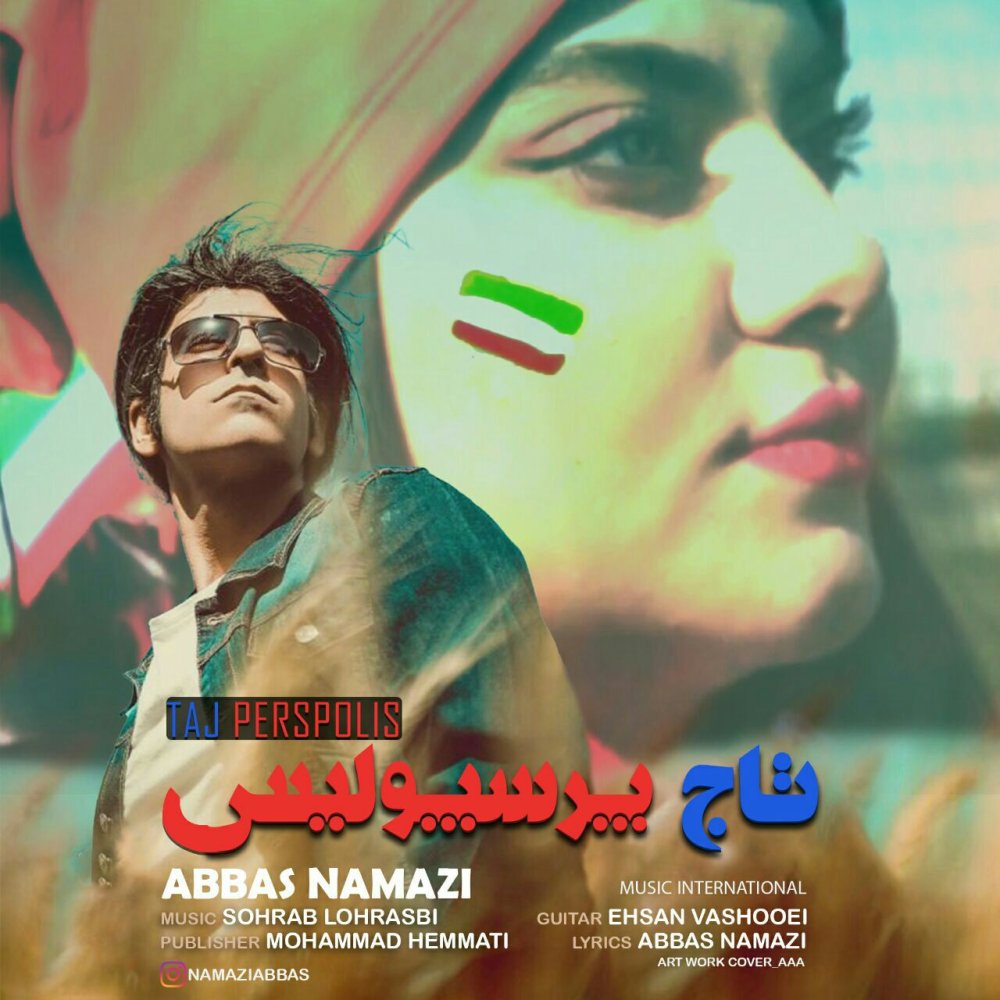 TAJ PERSPOLIS
تاج پرسپولیس
ABBAS NAMAZI
MUSIC INTERNATIONAL
MUSIC SOHRAB LOHRASBI
GUITAR EHSAN VASHOOEI
PUBLISHER MOHAMMAD HEMMATI
LYRICS ABBAS NAMAZI
ART WORK COVER_AAA
NAMAZIABBAS